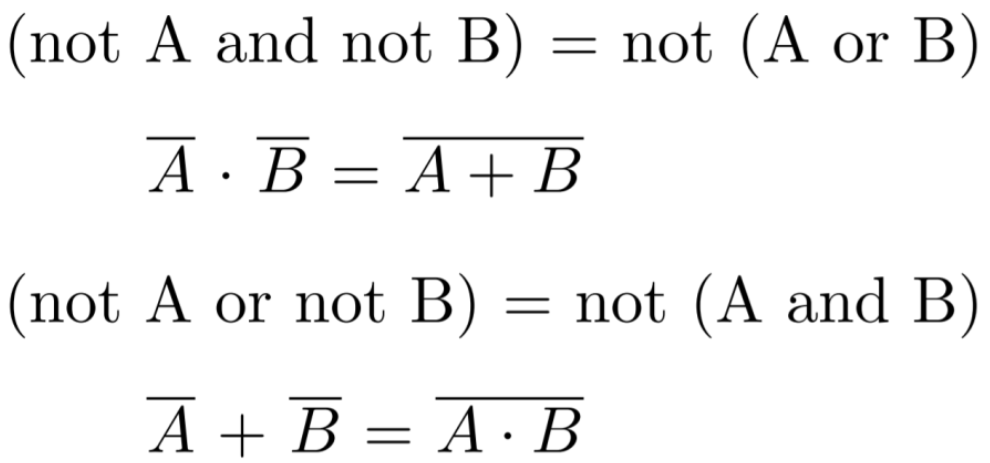 (not A and not B) = not (A or B)
A̅ · B̅ = A̅ ̅+̅ ̅B̅
(not A or not B) = not (A and B)
A̅ + B̅ = A̅ ̅·̅ ̅B̅